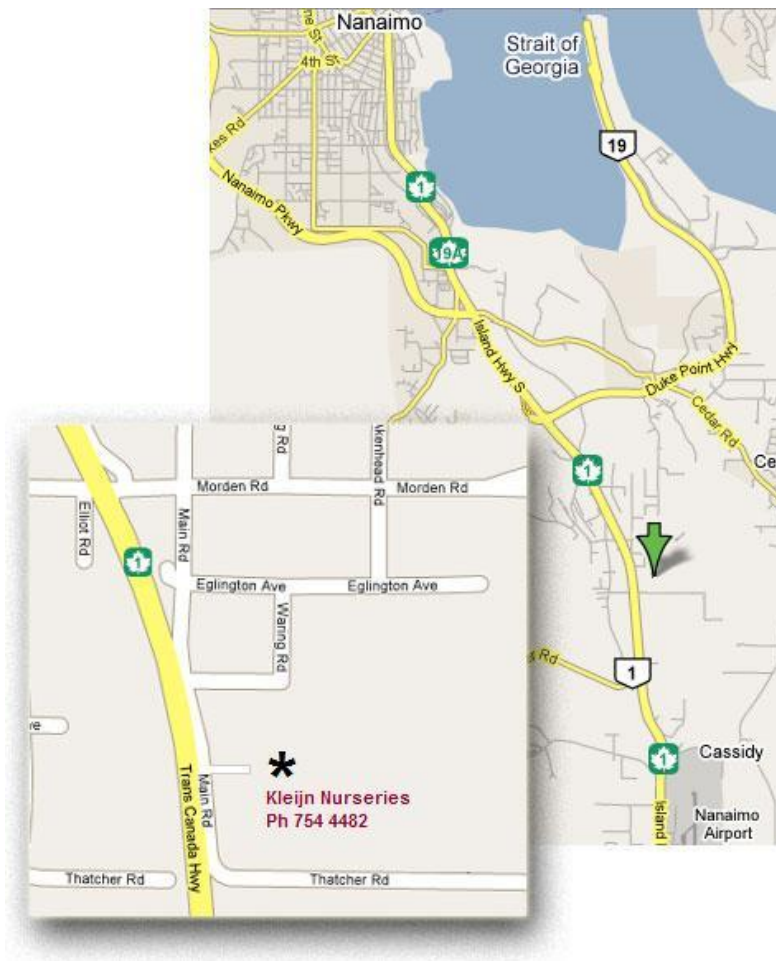 Nanaimo
Strait of
Georgia
4th St
19
1
Nanaimo Pkwy
19A
Island Hwy S
Duke Point Hwy
Cedar Rd
1
1
1
Cassidy
Nanaimo
Airport
Island
Morden Rd
Morden Rd
Elliot Rd
Main Rd
1
Eglington Ave
Eglington Ave
Waring Rd
Main Rd
Trans Canada Hwy
Kleijn Nurseries
Ph 754 4482
Thatcher Rd
Thatcher Rd